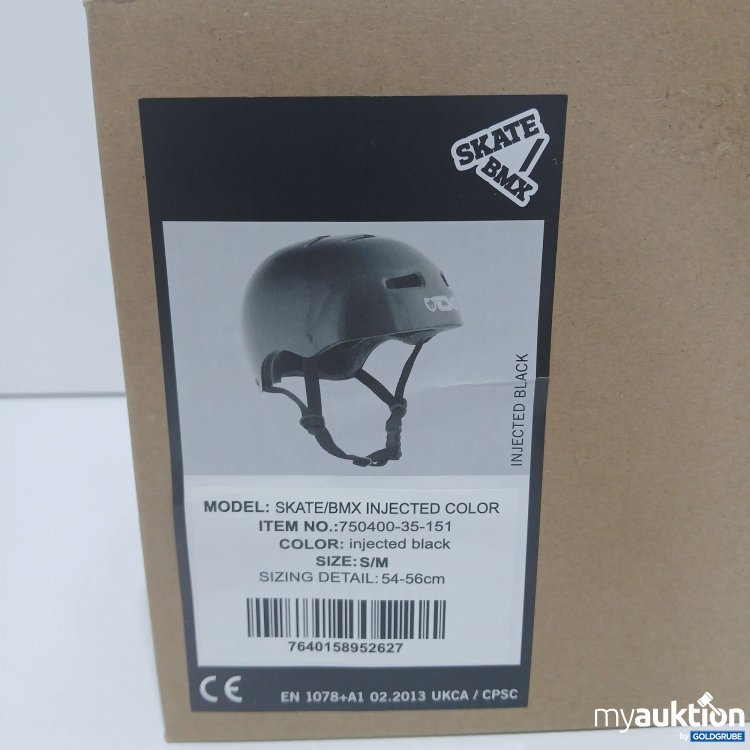 SKATE/
BMX
INJECTED BLACK
MODEL: SKATE/BMX INJECTED COLOR
ITEM NO.:750400-35-151
COLOR: injected black
SIZE: S/M
SIZING DETAIL: 54-56cm
7640158952627
CE EN 1078+A1 02.2013 UKCA / CPSC
myauktion
by GOLDGRUBE